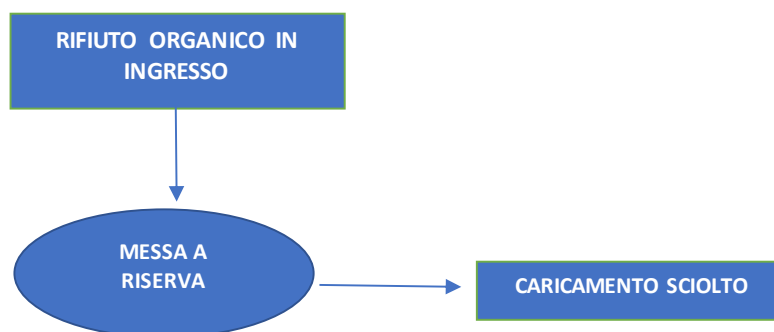 RIFIUTO ORGANICO IN
INGRESSO
MESSA A
RISERVA
CARICAMENTO SCIOLTO